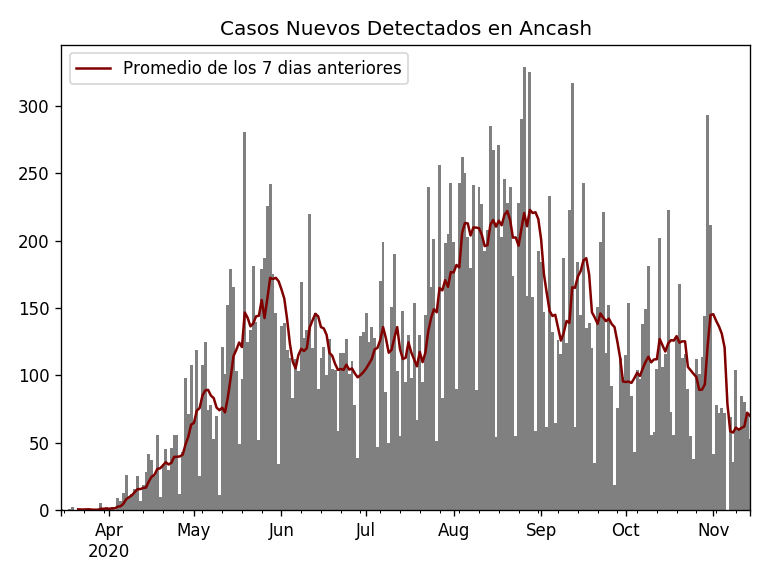 Casos Nuevos Detectados en Ancash
Promedio de los 7 dias anteriores
300
250
200
150
100
50
0
Apr May Jun Jul Aug Sep Oct Nov
2020